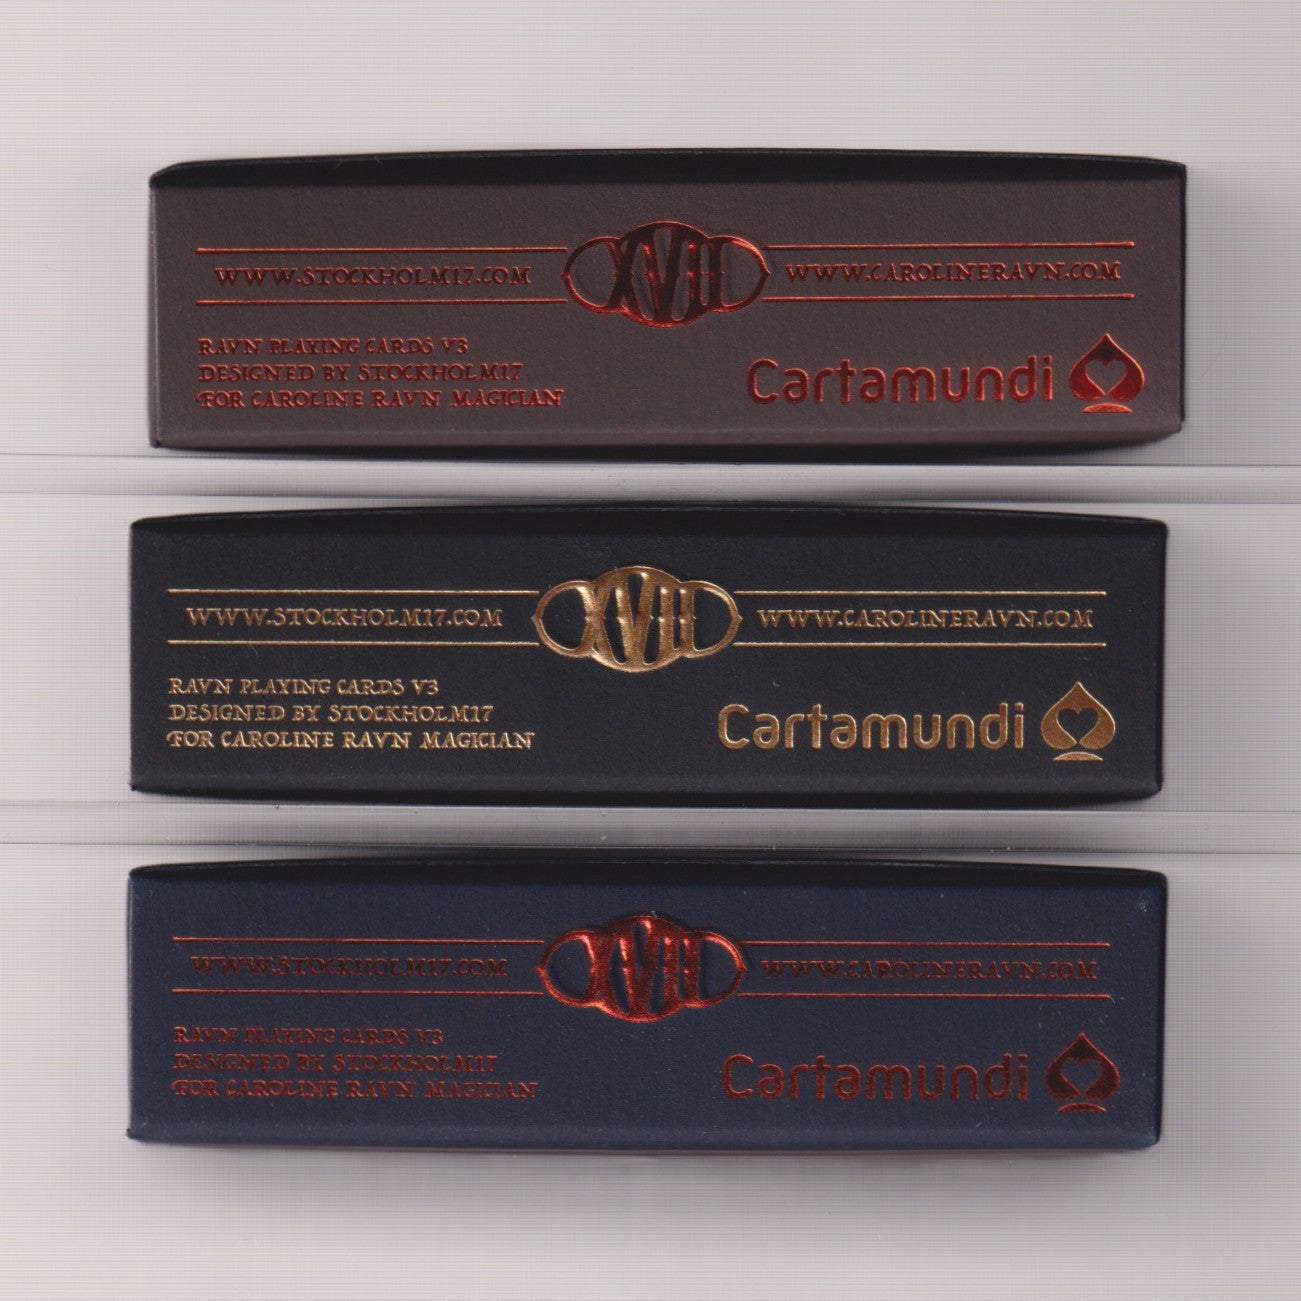 WWW.STOCKHOLM17.COM XVII WWW.CAROLINERAVN.COM
RAVN PLAYING CARDS V3
DESIGNED BY STOCKHOLM17
FOR CAROLINE RAVN MAGICIAN
Cartamundi
WWW.STOCKHOLM17.COM XVII WWW.CAROLINERAVN.COM
RAVN PLAYING CARDS V3
DESIGNED BY STOCKHOLM17
FOR CAROLINE RAVN MAGICIAN
Cartamundi
WWW.STOCKHOLM17.COM XVII WWW.CAROLINERAVN.COM
RAVN PLAYING CARDS V3
DESIGNED BY STOCKHOLM17
FOR CAROLINE RAVN MAGICIAN
Cartamundi